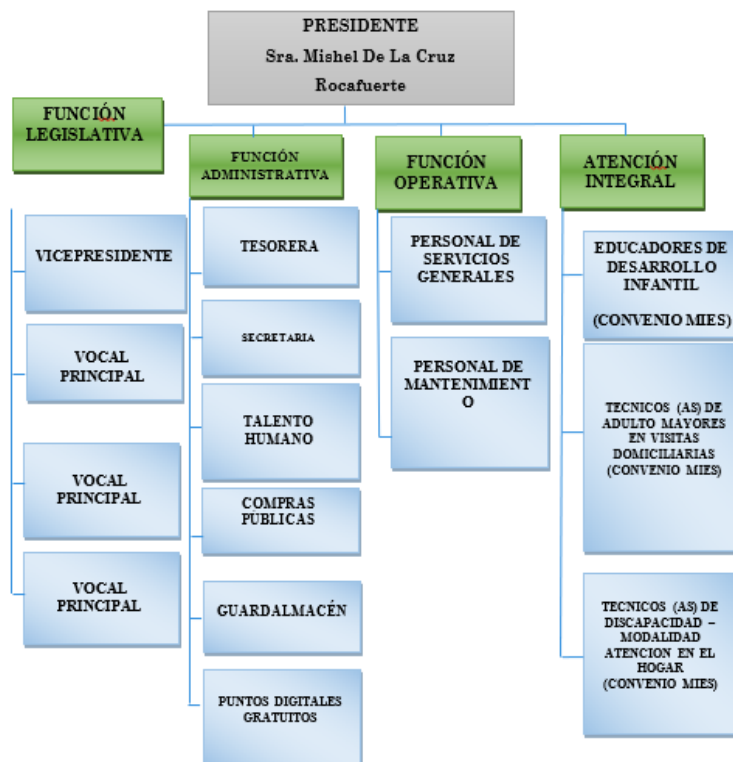 PRESIDENTE
Sra. Mishel De La Cruz
Rocafuerte
FUNCIÓN
LEGISLATIVA
VICEPRESIDENTE
VOCAL
PRINCIPAL
VOCAL
PRINCIPAL
VOCAL
PRINCIPAL
FUNCIÓN
ADMINISTRATIVA
TESORERA
SECRETARIA
TALENTO
HUMANO
COMPRAS
PÚBLICAS
GUARDALMACÉN
PUNTOS DIGITALES
GRATUITOS
FUNCIÓN
OPERATIVA
PERSONAL DE
SERVICIOS
GENERALES
PERSONAL DE
MANTENIMIENT
O
ATENCIÓN
INTEGRAL
EDUCADORES DE
DESARROLLO
INFANTIL
(CONVENIO MIES)
TECNICOS (AS) DE
ADULTO MAYORES
EN VISITAS
DOMICILIARIAS
(CONVENIO MIES)
TECNICOS (AS) DE
DISCAPACIDAD –
MODALIDAD
ATENCION EN EL
HOGAR
(CONVENIO MIES)